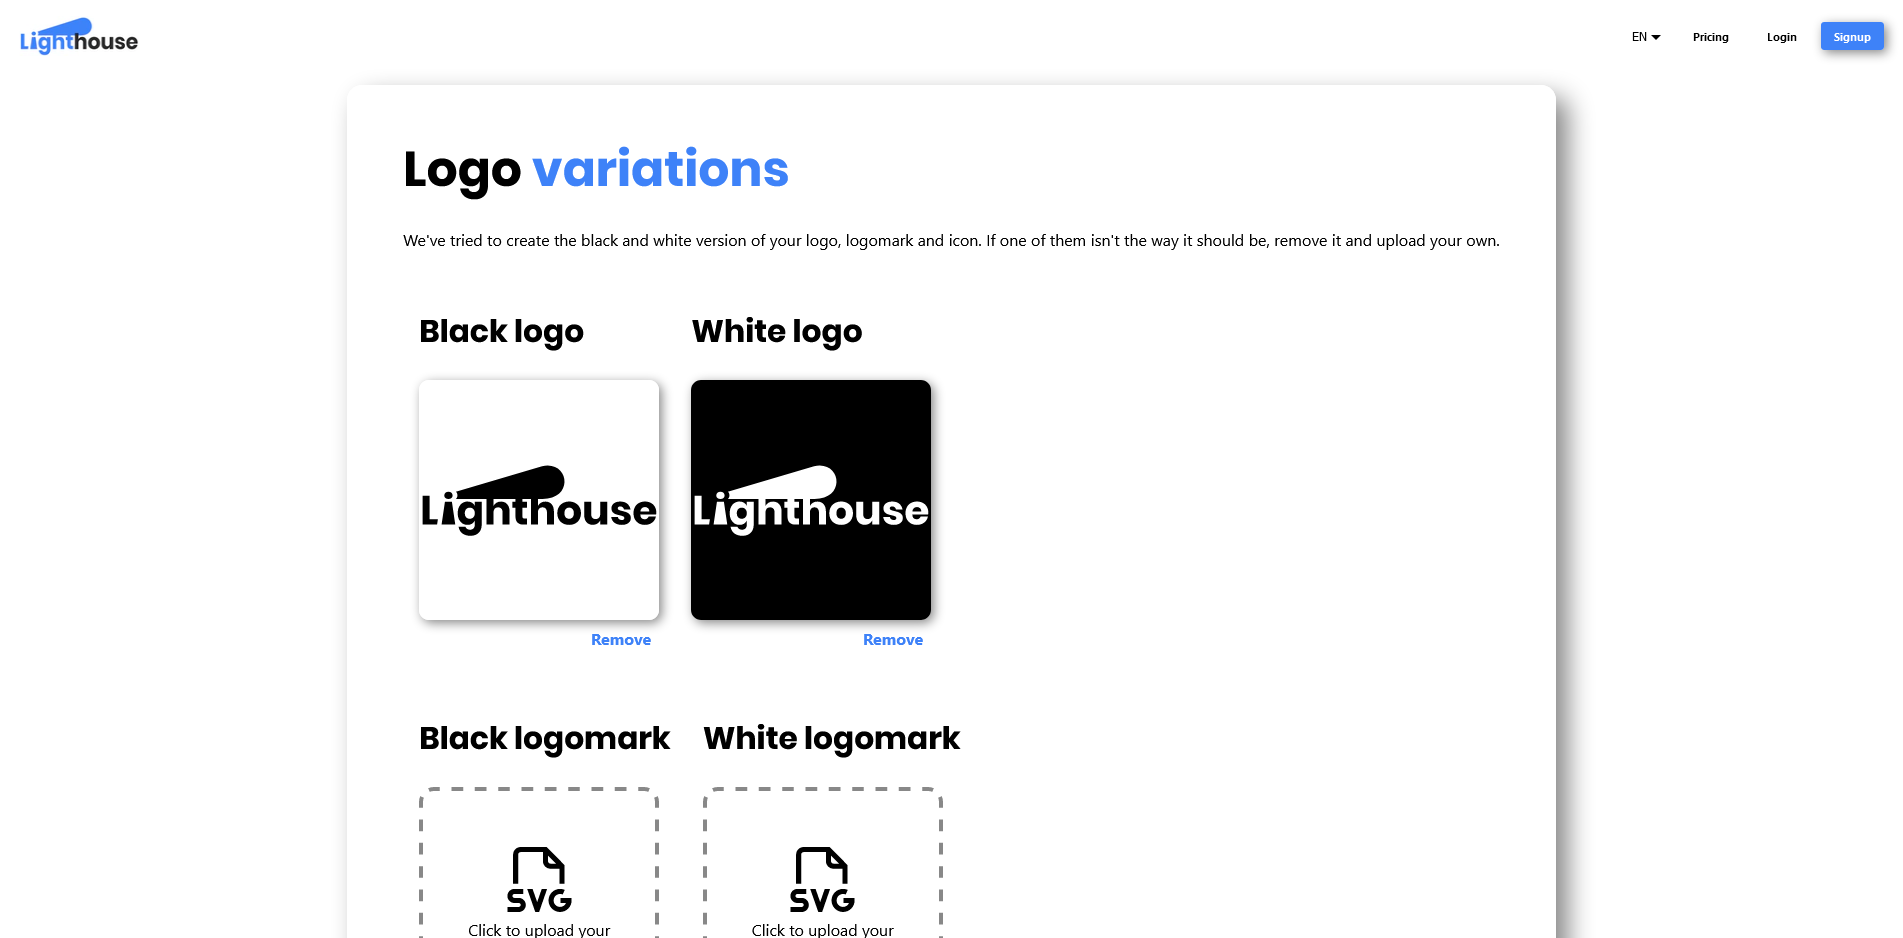 Lighthouse
EN
Pricing
Login
Signup
Logo variations
We've tried to create the black and white version of your logo, logomark and icon. If one of them isn't the way it should be, remove it and upload your own.
Black logo
White logo
Lighthouse
Lighthouse
Remove
Remove
Black logomark
White logomark
SVG
SVG
Click to upload your
Click to upload your